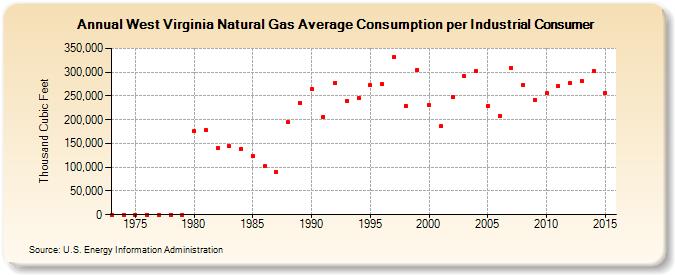 Annual West Virginia Natural Gas Average Consumption per Industrial Consumer
Thousand Cubic Feet
350,000
300,000
250,000
200,000
150,000
100,000
50,000
0
1975 1980 1985 1990 1995 2000 2005 2010 2015
Source: U.S. Energy Information Administration